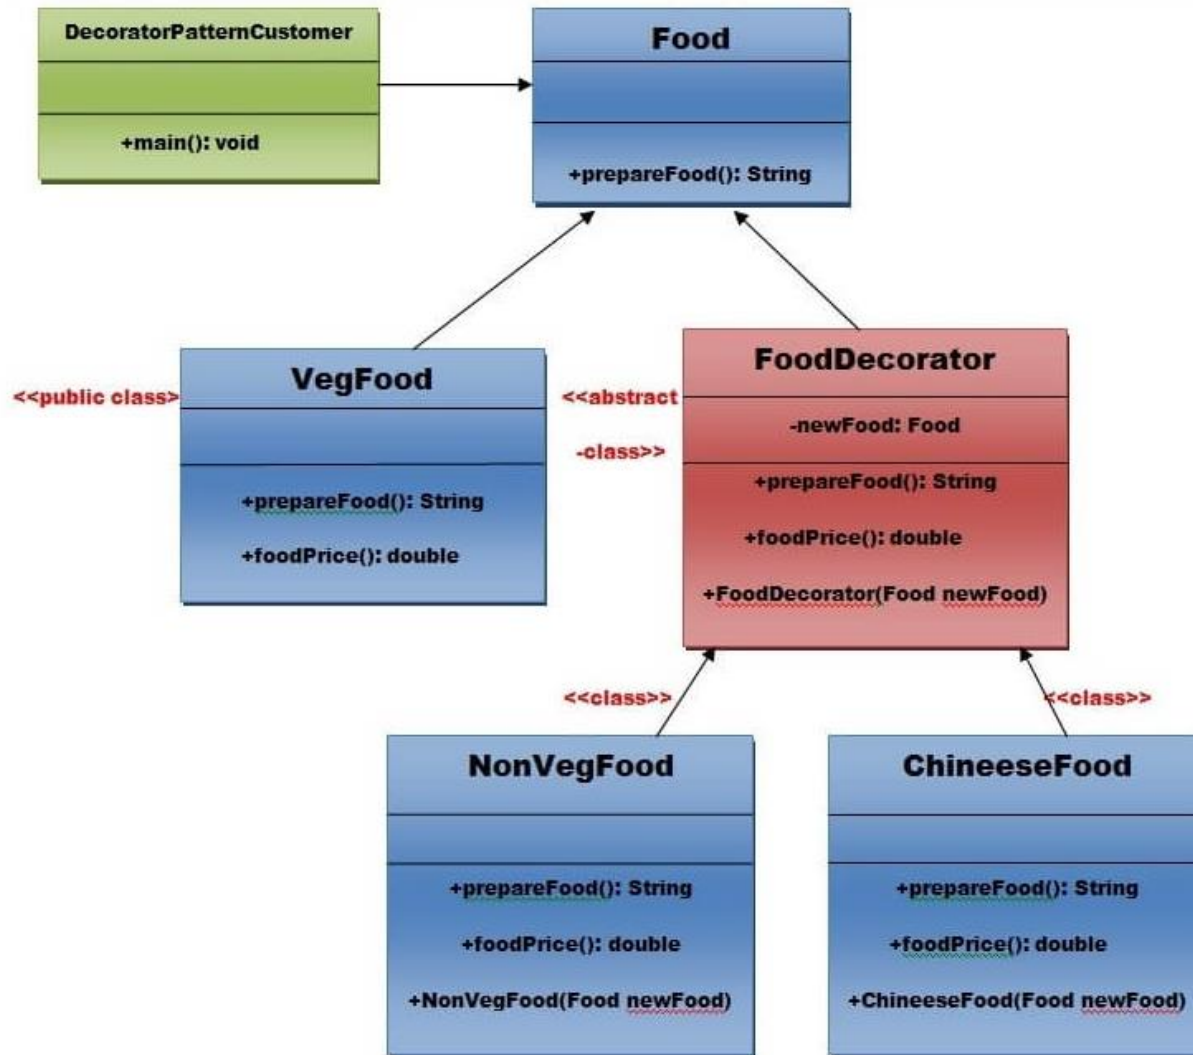 DecoratorPatternCustomer
+main(): void
Food
+prepareFood(): String
<<public class>
VegFood
+prepareFood(): String
+foodPrice(): double
<<abstract
-class>>
FoodDecorator
-newFood: Food
+prepareFood(): String
+foodPrice(): double
+FoodDecorator(Food newFood)
<<class>>
<<class>>
NonVegFood
+prepareFood(): String
+foodPrice(): double
+NonVegFood(Food newFood)
ChineeseFood
+prepareFood(): String
+foodPrice(): double
+ChineeseFood(Food newFood)